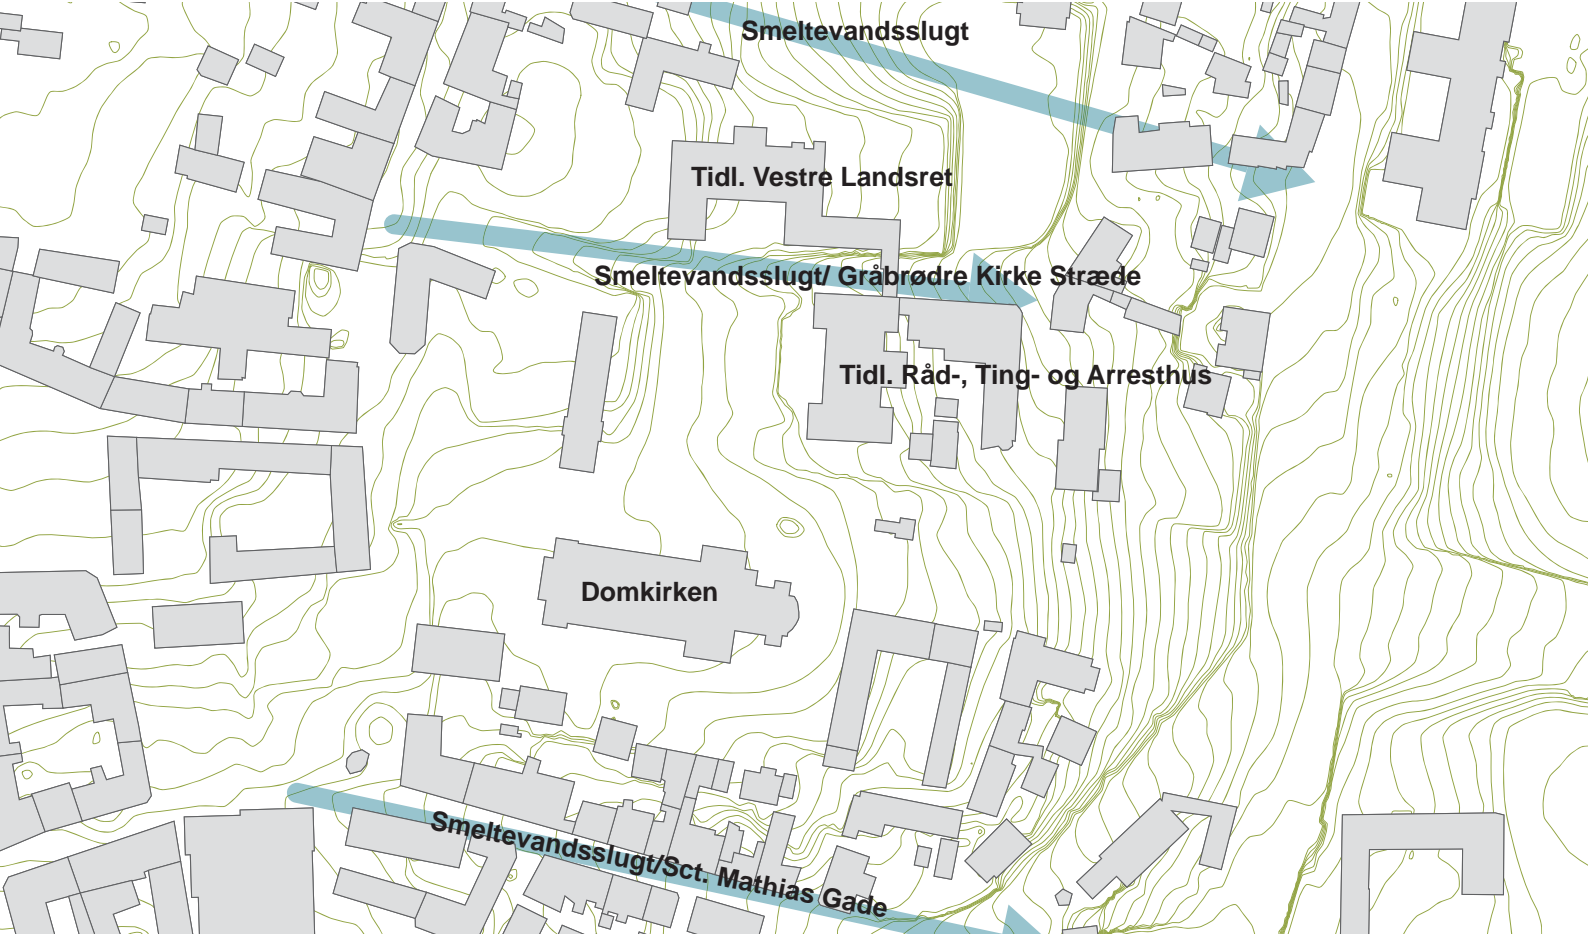 Smeltevandsslugt
Tidl. Vestre Landsret
Smeltevandsslugt/ Gråbrødre Kirke Stræde
Tidl. Råd-, Ting- og Arresthus
Domkirken
Smeltevandsslugt/Sct. Mathias Gade